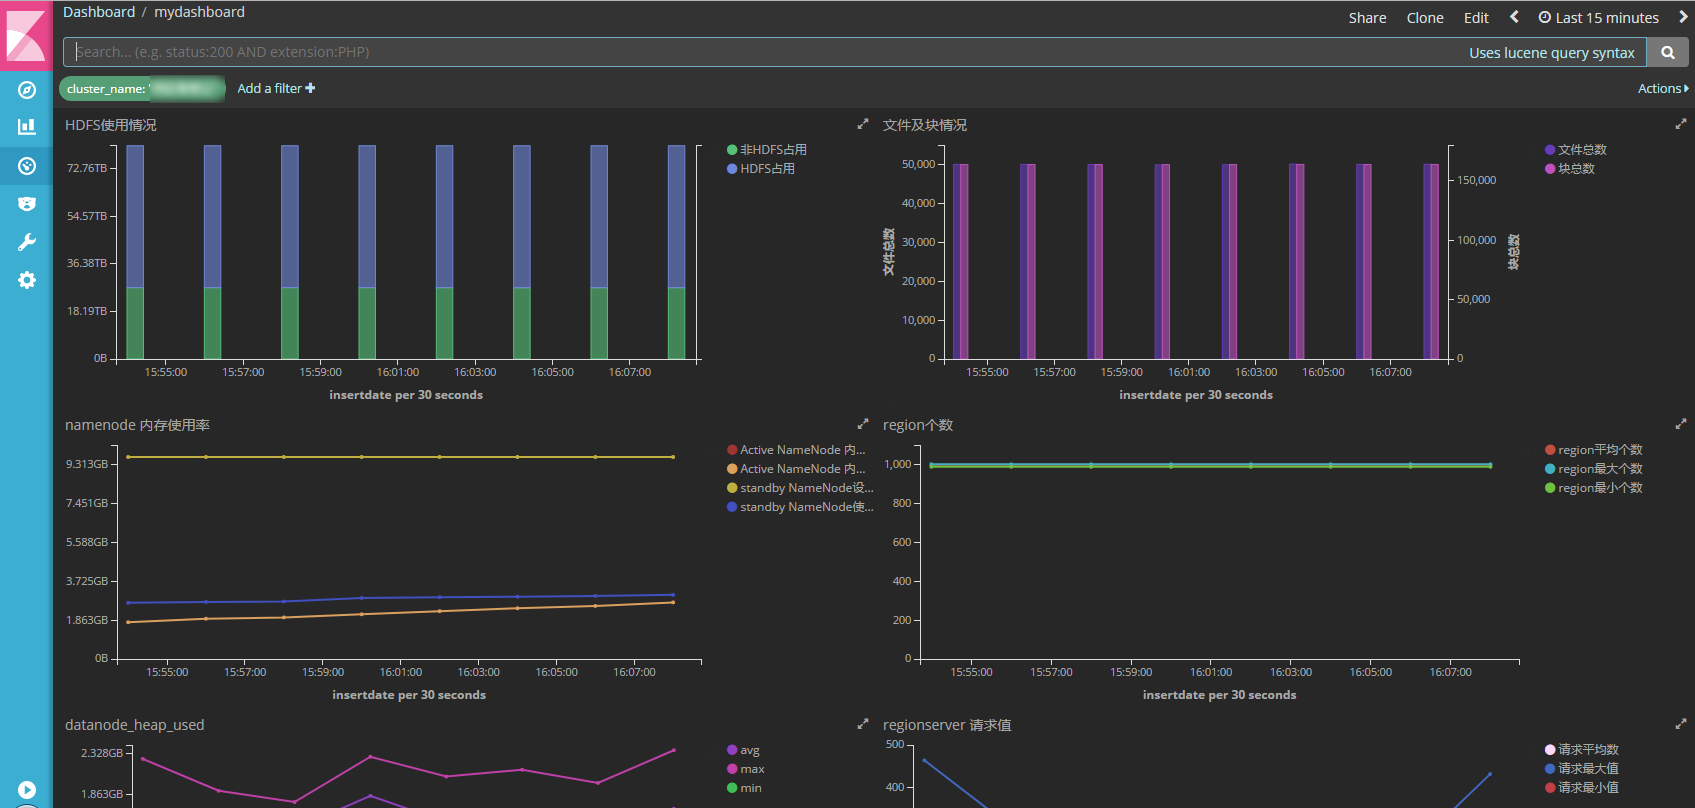 Dashboard / mydashboard
Share Clone Edit Last 15 minutes
Search... (e.g. status:200 AND extension:PHP)
Uses lucene query syntax
cluster_name: "
Add a filter
Actions
HDFS使用情况
72.76TB
54.57TB
36.38TB
18.19TB
0B
15:55:00 15:57:00 15:59:00 16:01:00 16:03:00 16:05:00 16:07:00
insertdate per 30 seconds
非HDFS占用
HDFS占用
文件及块情况
文件总数
50,000
40,000
30,000
20,000
10,000
0
150,000
100,000
50,000
0
块总数
15:55:00 15:57:00 15:59:00 16:01:00 16:03:00 16:05:00 16:07:00
insertdate per 30 seconds
文件总数
块总数
namenode 内存使用率
9.313GB
7.451GB
5.588GB
3.725GB
1.863GB
0B
15:55:00 15:57:00 15:59:00 16:01:00 16:03:00 16:05:00 16:07:00
insertdate per 30 seconds
Active NameNode 内...
Active NameNode 内...
standby NameNode设...
standby NameNode使...
region个数
1,000
800
600
400
200
0
15:55:00 15:57:00 15:59:00 16:01:00 16:03:00 16:05:00 16:07:00
insertdate per 30 seconds
region平均个数
region最大个数
region最小个数
datanode_heap_used
2.328GB
1.863GB
avg
max
min
regionserver 请求值
500
400
请求平均数
请求最大值
请求最小值